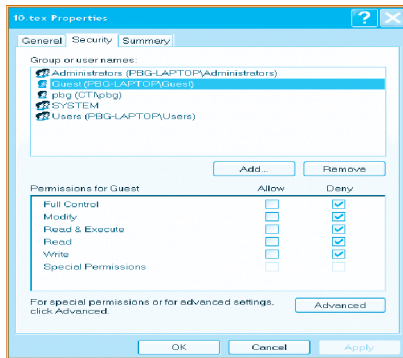 10.tex Properties
General Security Summary
Group or user names:
Administrators (PBG-LAPTOP\Administrators)
Guest (PBG-LAPTOP\Guest)
pbg (CTI\pbg)
SYSTEM
Users (PBG-LAPTOP\Users)
Add... Remove
Permissions for Guest Allow Deny
Full Control
Modify
Read & Execute
Read
Write
Special Permissions
For special permissions or for advanced settings,
click Advanced.
Advanced
OK Cancel Apply